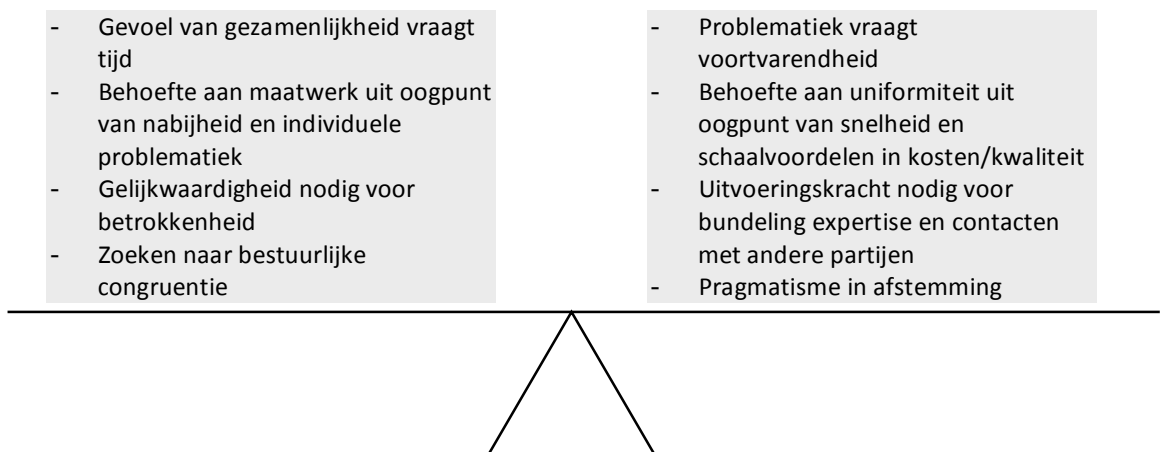 - Gevoel van gezamenlijkheid vraagt
tijd
- Behoefte aan maatwerk uit oogpunt
van nabijheid en individuele
problematiek
- Gelijkwaardigheid nodig voor
betrokkenheid
- Zoeken naar bestuurlijke
congruentie
- Problematiek vraagt
voortvarendheid
- Behoefte aan uniformiteit uit
oogpunt van snelheid en
schaalvoordelen in kosten/kwaliteit
- Uitvoeringskracht nodig voor
bundeling expertise en contacten
met andere partijen
- Pragmatisme in afstemming